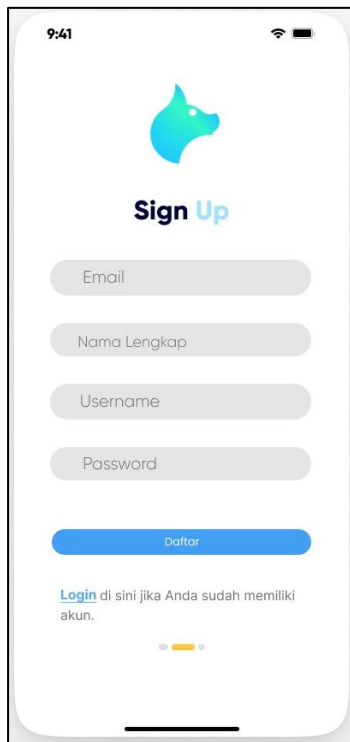 9:41
Sign Up
Email
Nama Lengkap
Username
Password
Daftar
Login di sini jika Anda sudah memiliki
akun.